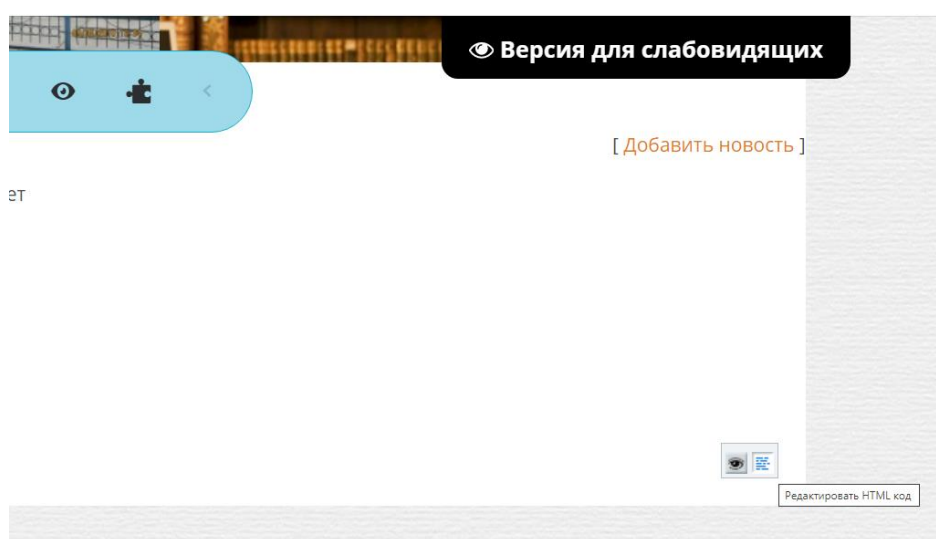 Версия для слабовидящих
[ Добавить новость ]
ет
Редактировать HTML код